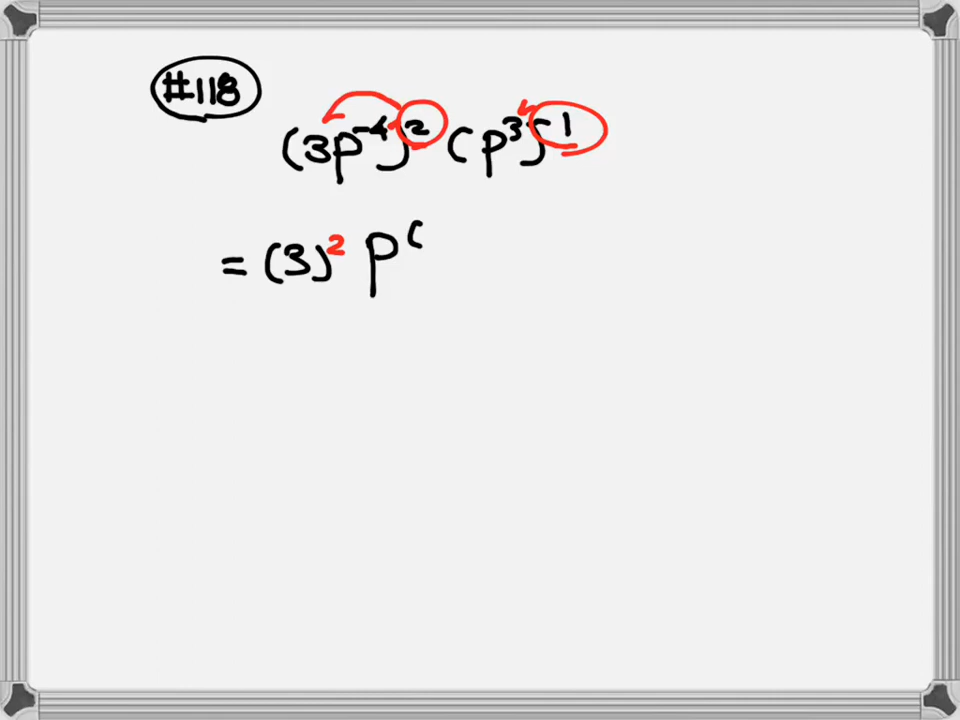 #118
(3p⁻⁴)² (p³)⁻¹
= (3)² p⁽